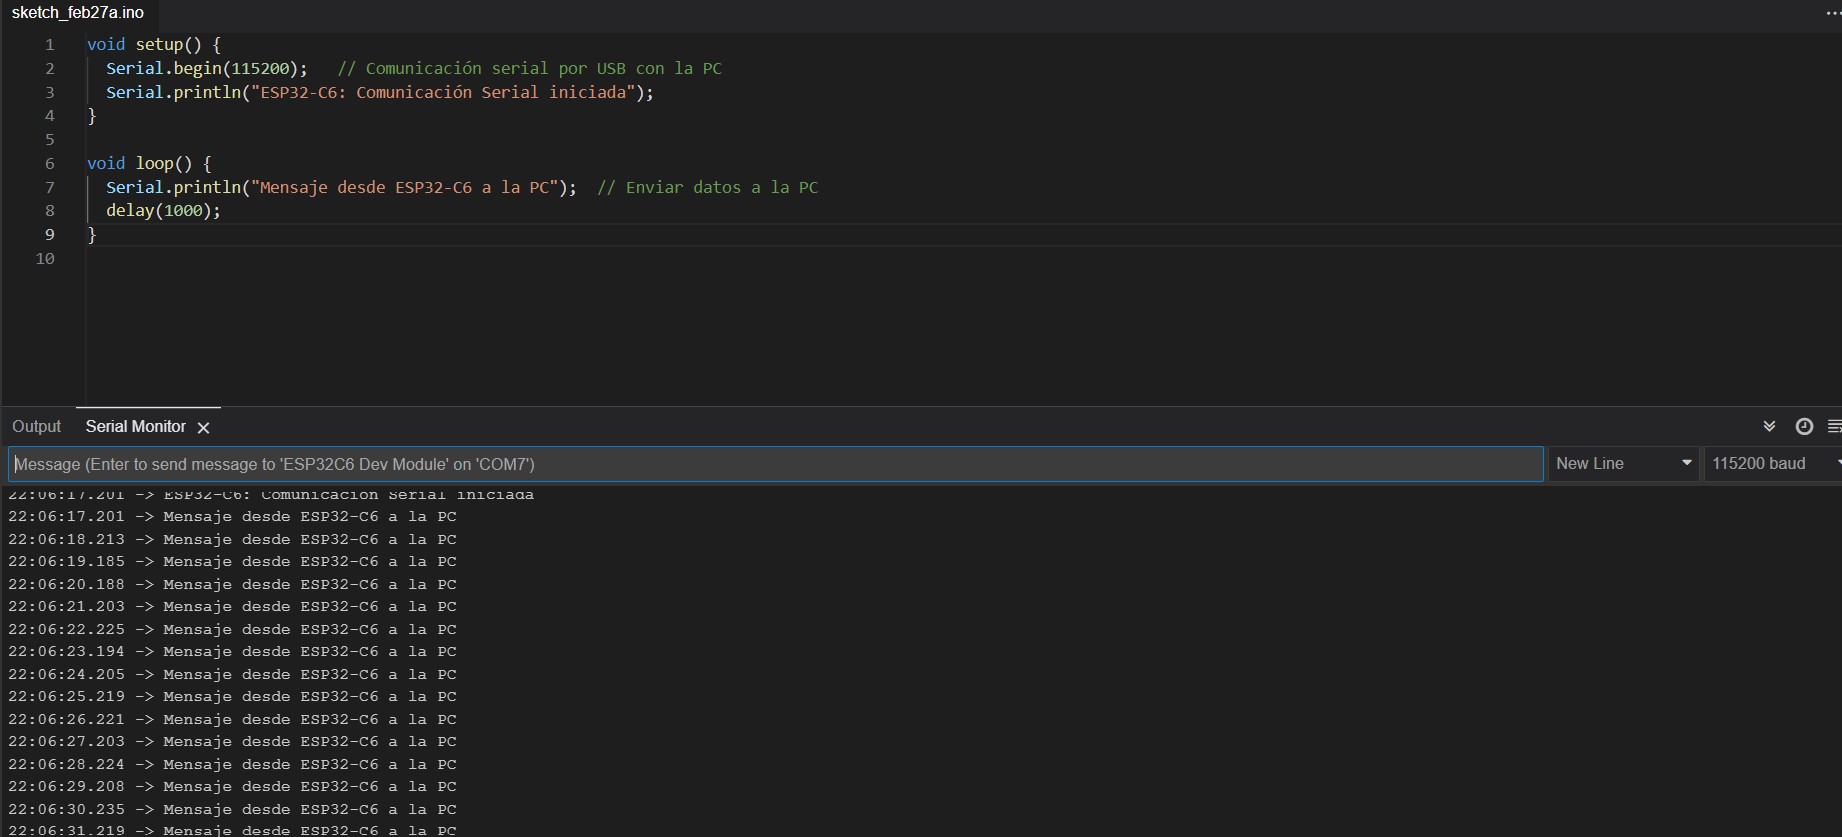 sketch_feb27a.ino
1 void setup() {
2 Serial.begin(115200); // Comunicación serial por USB con la PC
3 Serial.println("ESP32-C6: Comunicación Serial iniciada");
4 }
5
6 void loop() {
7 Serial.println("Mensaje desde ESP32-C6 a la PC"); // Enviar datos a la PC
8 delay(1000);
9 }
10
Output Serial Monitor
Message (Enter to send message to 'ESP32C6 Dev Module' on 'COM7') New Line 115200 baud
22:06:17.201 -> ESP32-C6: Comunicación Serial iniciada
22:06:17.201 -> Mensaje desde ESP32-C6 a la PC
22:06:18.213 -> Mensaje desde ESP32-C6 a la PC
22:06:19.185 -> Mensaje desde ESP32-C6 a la PC
22:06:20.188 -> Mensaje desde ESP32-C6 a la PC
22:06:21.203 -> Mensaje desde ESP32-C6 a la PC
22:06:22.225 -> Mensaje desde ESP32-C6 a la PC
22:06:23.194 -> Mensaje desde ESP32-C6 a la PC
22:06:24.205 -> Mensaje desde ESP32-C6 a la PC
22:06:25.219 -> Mensaje desde ESP32-C6 a la PC
22:06:26.221 -> Mensaje desde ESP32-C6 a la PC
22:06:27.203 -> Mensaje desde ESP32-C6 a la PC
22:06:28.224 -> Mensaje desde ESP32-C6 a la PC
22:06:29.208 -> Mensaje desde ESP32-C6 a la PC
22:06:30.235 -> Mensaje desde ESP32-C6 a la PC
22:06:31.219 -> Mensaje desde ESP32-C6 a la PC